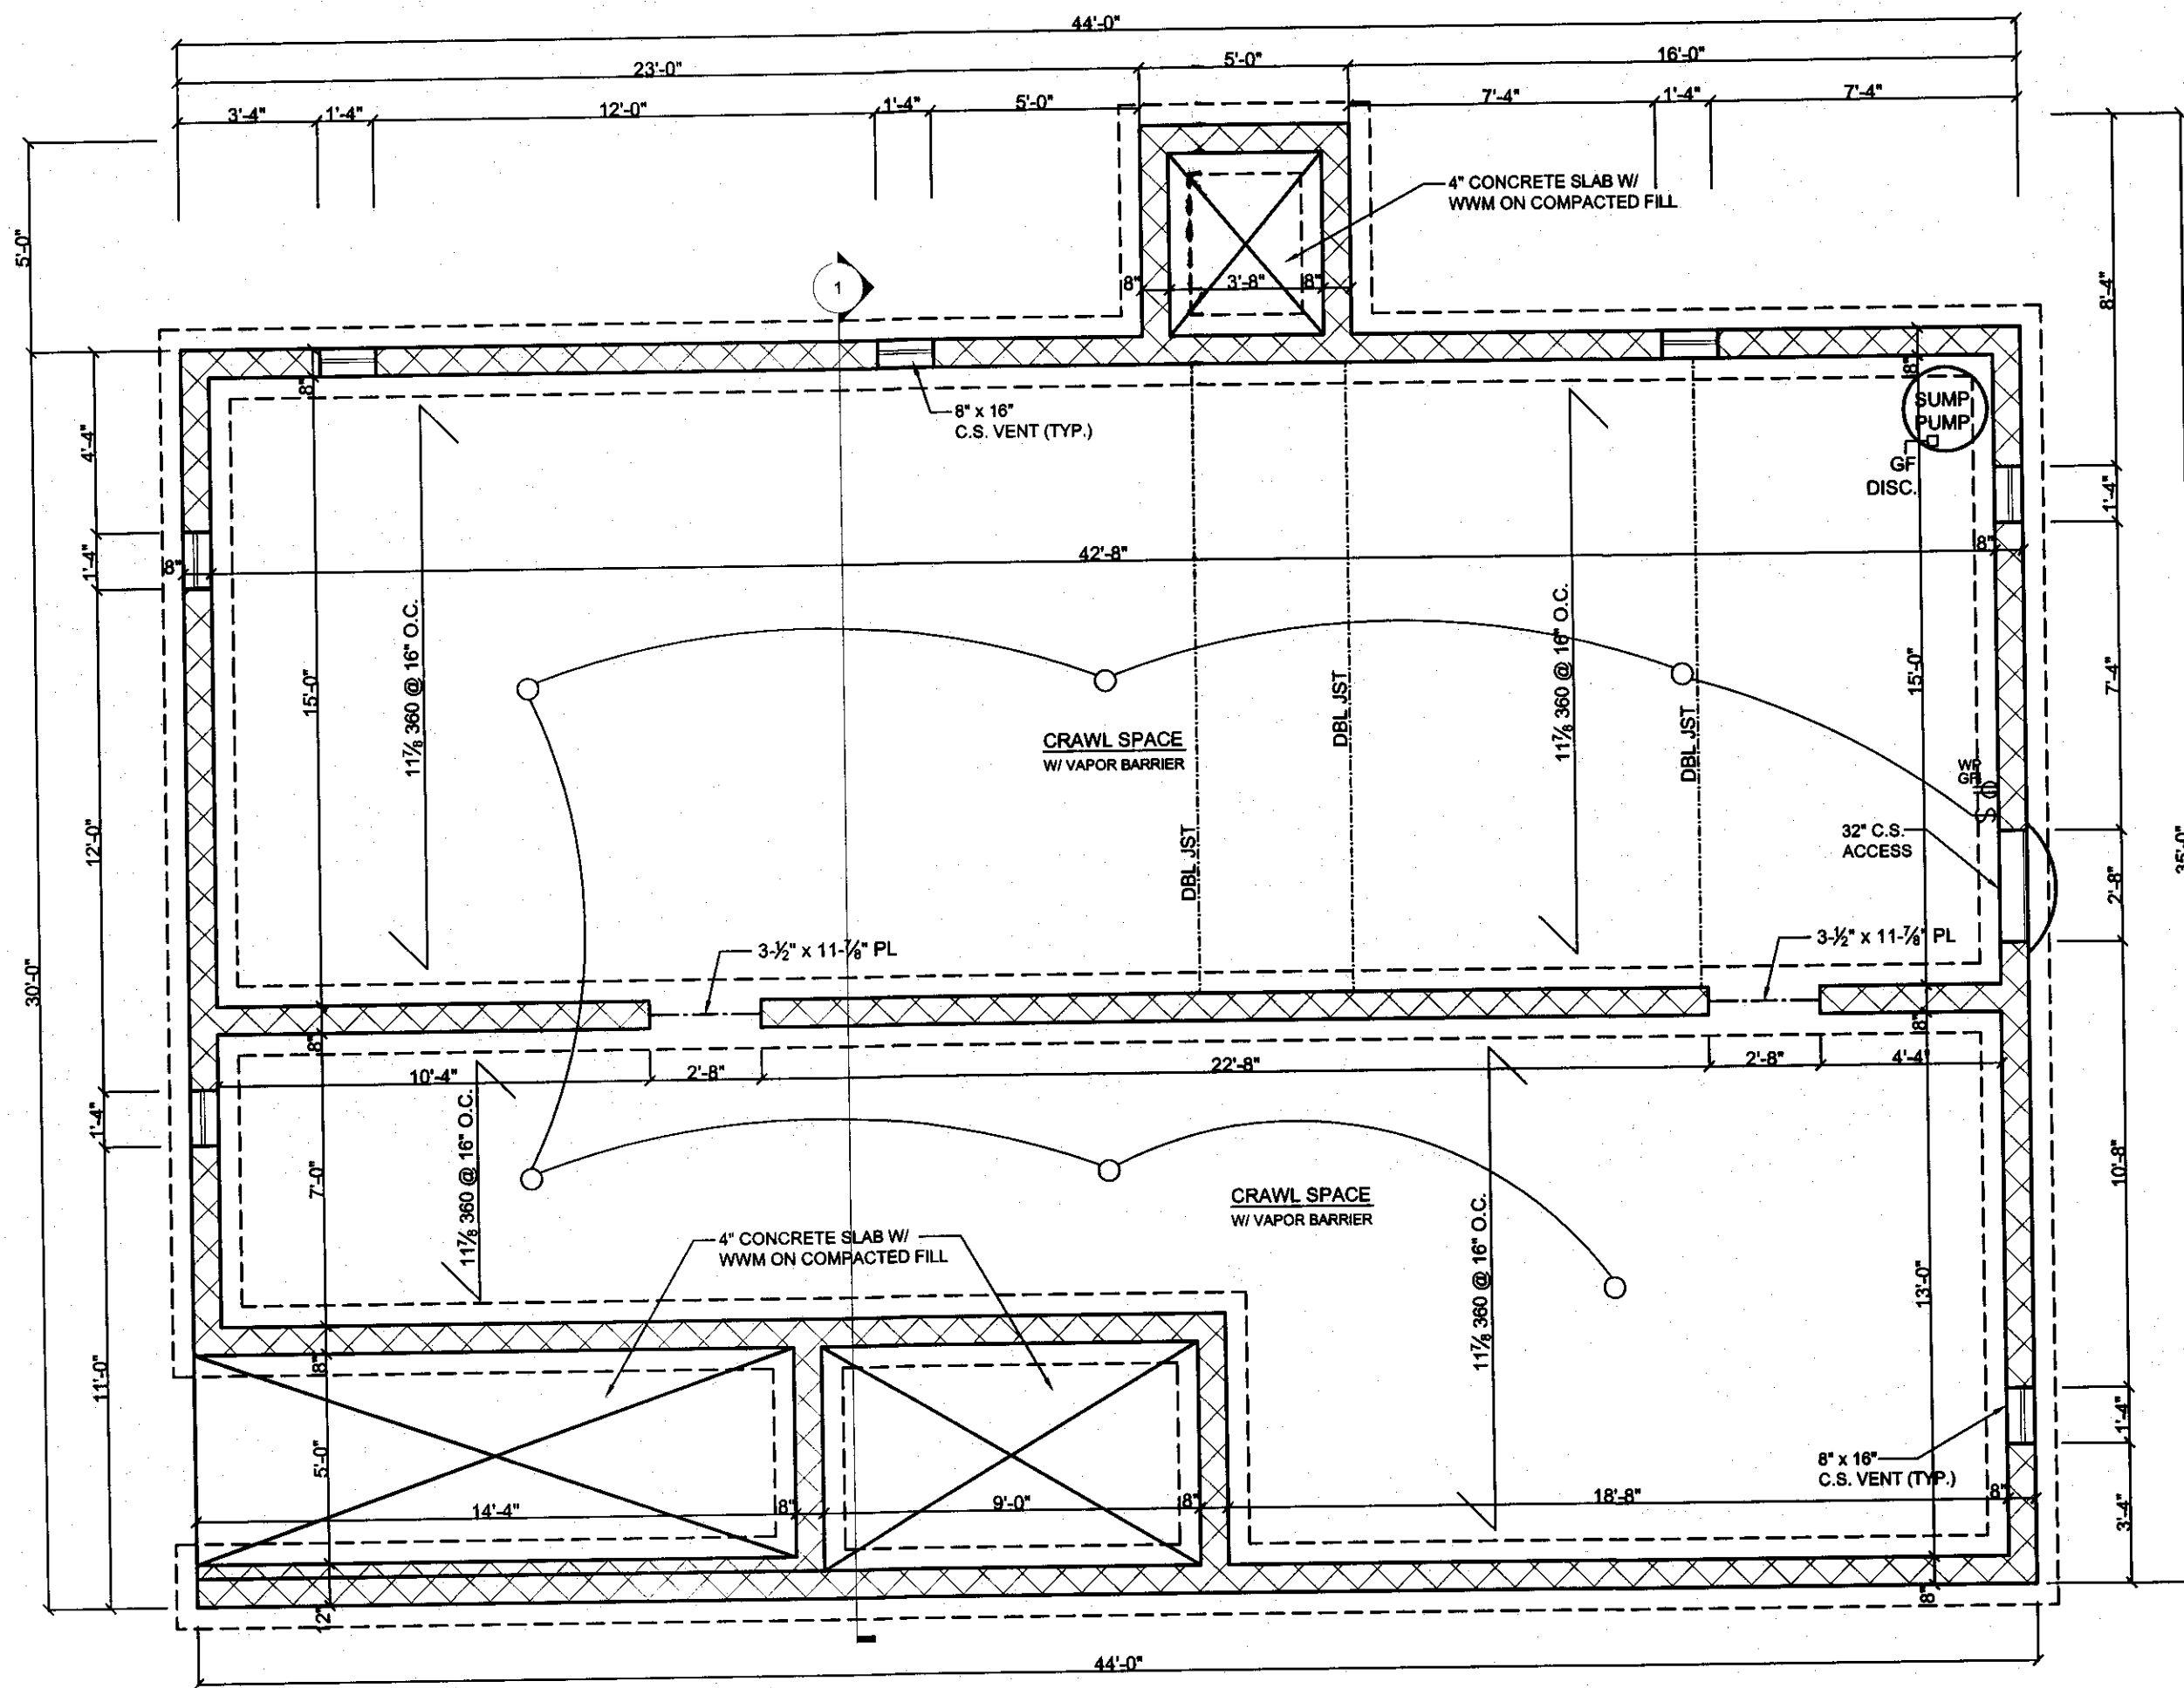 44'-0"
23'-0"
5'-0"
16'-0"
3'-4"
1'-4"
12'-0"
1'-4"
5'-0"
7'-4"
1'-4"
7'-4"
5'-0"
4" CONCRETE SLAB W/
WWM ON COMPACTED FILL
8"
3'-8"
8"
1
8'-4"
8"
8"
8" x 16"
C.S. VENT (TYP.)
SUMP
PUMP
GF
DISC.
4'-4"
1'-4"
1'-4"
8"
42'-8"
8"
11⅞ 360 @ 16" O.C.
15'-0"
11⅞ 360 @ 16" O.C.
15'-0"
7'-4"
DBL JST
DBL JST
DBL JST
CRAWL SPACE
W/ VAPOR BARRIER
WP
GFI
S
32" C.S.
ACCESS
12'-0"
30'-0"
35'-0"
2'-8"
3-½" x 11-⅞" PL
3-½" x 11-⅞" PL
8"
8"
10'-4"
2'-8"
22'-8"
2'-8"
4'-4"
1'-4"
7'-0"
11⅞ 360 @ 16" O.C.
CRAWL SPACE
W/ VAPOR BARRIER
11⅞ 360 @ 16" O.C.
10'-8"
13'-0"
4" CONCRETE SLAB W/
WWM ON COMPACTED FILL
11'-0"
8"
5'-0"
1'-4"
8" x 16"
C.S. VENT (TYP.)
14'-4"
8"
9'-0"
8"
18'-8"
8"
3'-4"
12"
8"
44'-0"